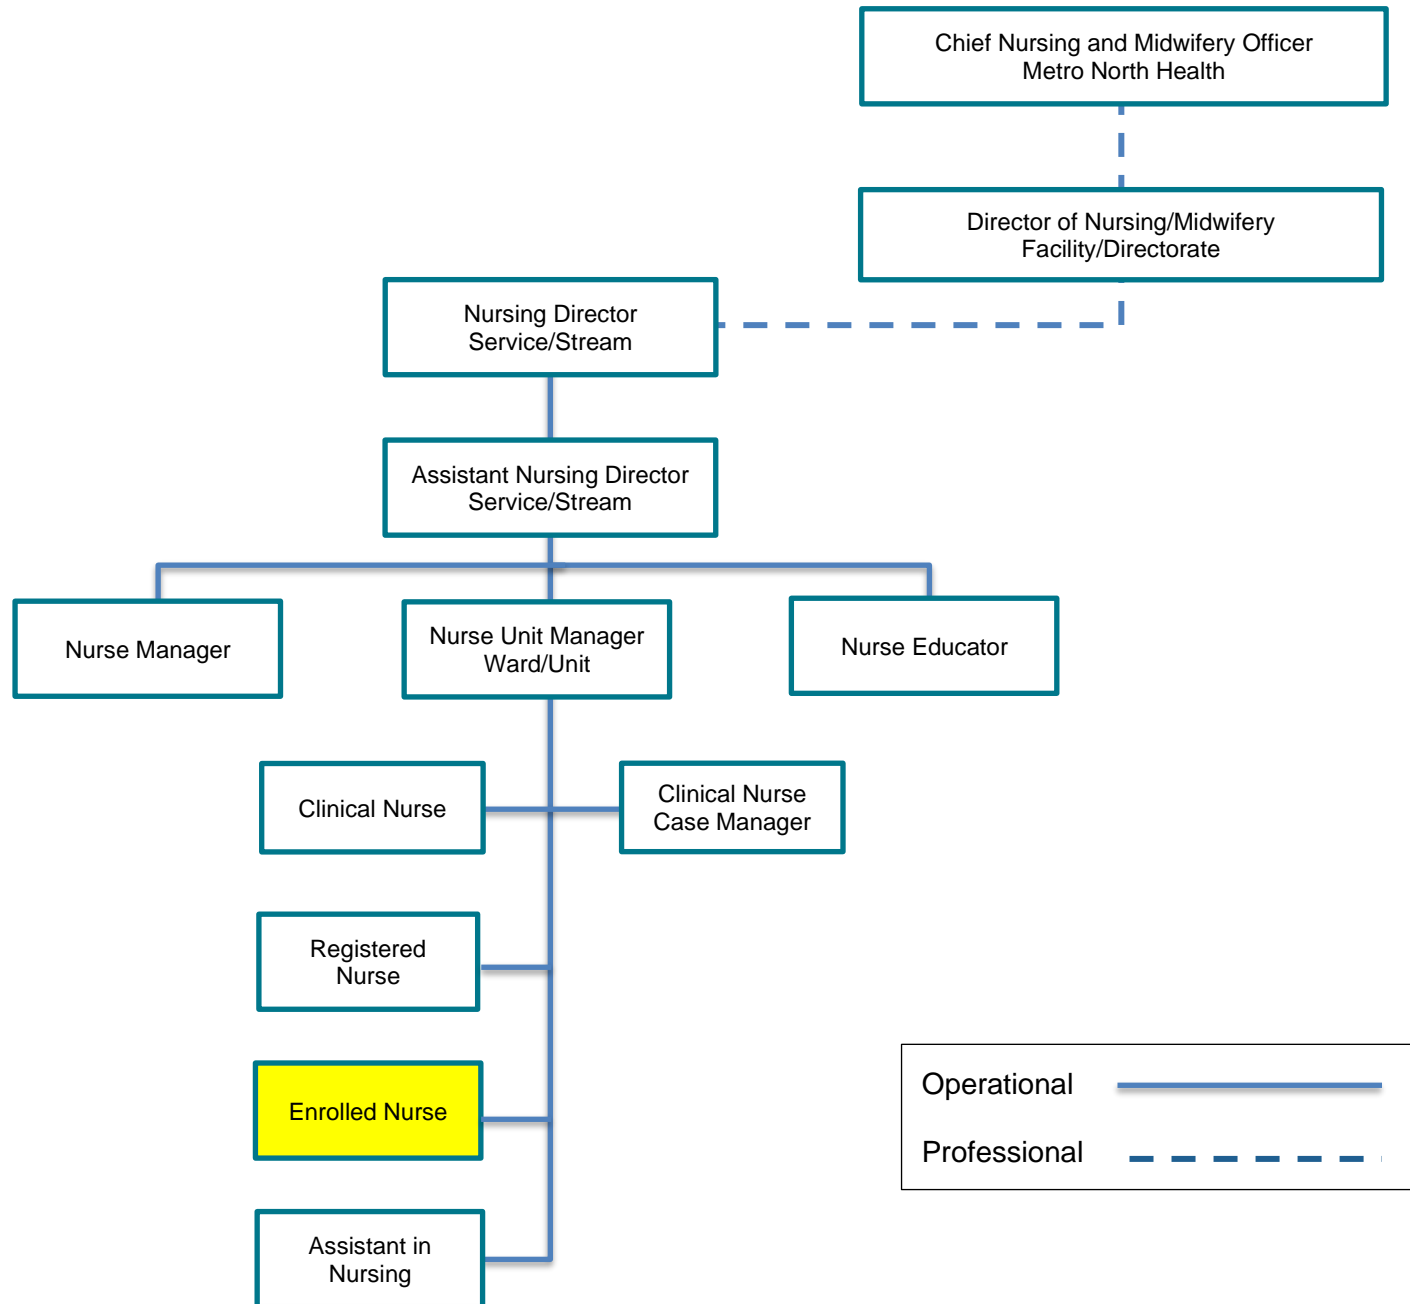 Chief Nursing and Midwifery Officer
Metro North Health
Director of Nursing/Midwifery
Facility/Directorate
Nursing Director
Service/Stream
Assistant Nursing Director
Service/Stream
Nurse Manager
Nurse Unit Manager
Ward/Unit
Nurse Educator
Clinical Nurse
Clinical Nurse
Case Manager
Registered
Nurse
Enrolled Nurse
Assistant in
Nursing
Operational
Professional